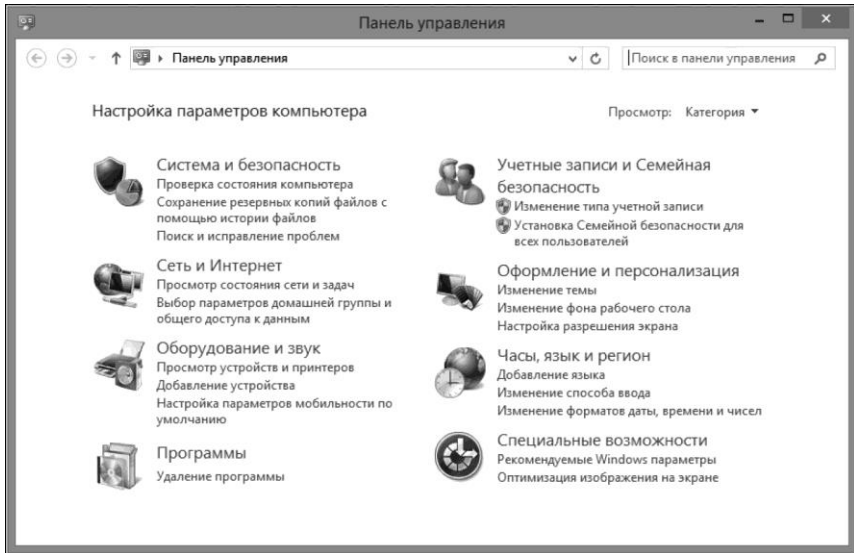 Панель управления
Панель управления
Поиск в панели управления
Настройка параметров компьютера
Просмотр: Категория
Система и безопасность
Проверка состояния компьютера
Сохранение резервных копий файлов с
помощью истории файлов
Поиск и исправление проблем
Сеть и Интернет
Просмотр состояния сети и задач
Выбор параметров домашней группы и
общего доступа к данным
Оборудование и звук
Просмотр устройств и принтеров
Добавление устройства
Настройка параметров мобильности по
умолчанию
Программы
Удаление программы
Учетные записи и Семейная
безопасность
Изменение типа учетной записи
Установка Семейной безопасности для
всех пользователей
Оформление и персонализация
Изменение темы
Изменение фона рабочего стола
Настройка разрешения экрана
Часы, язык и регион
Добавление языка
Изменение способа ввода
Изменение форматов даты, времени и чисел
Специальные возможности
Рекомендуемые Windows параметры
Оптимизация изображения на экране